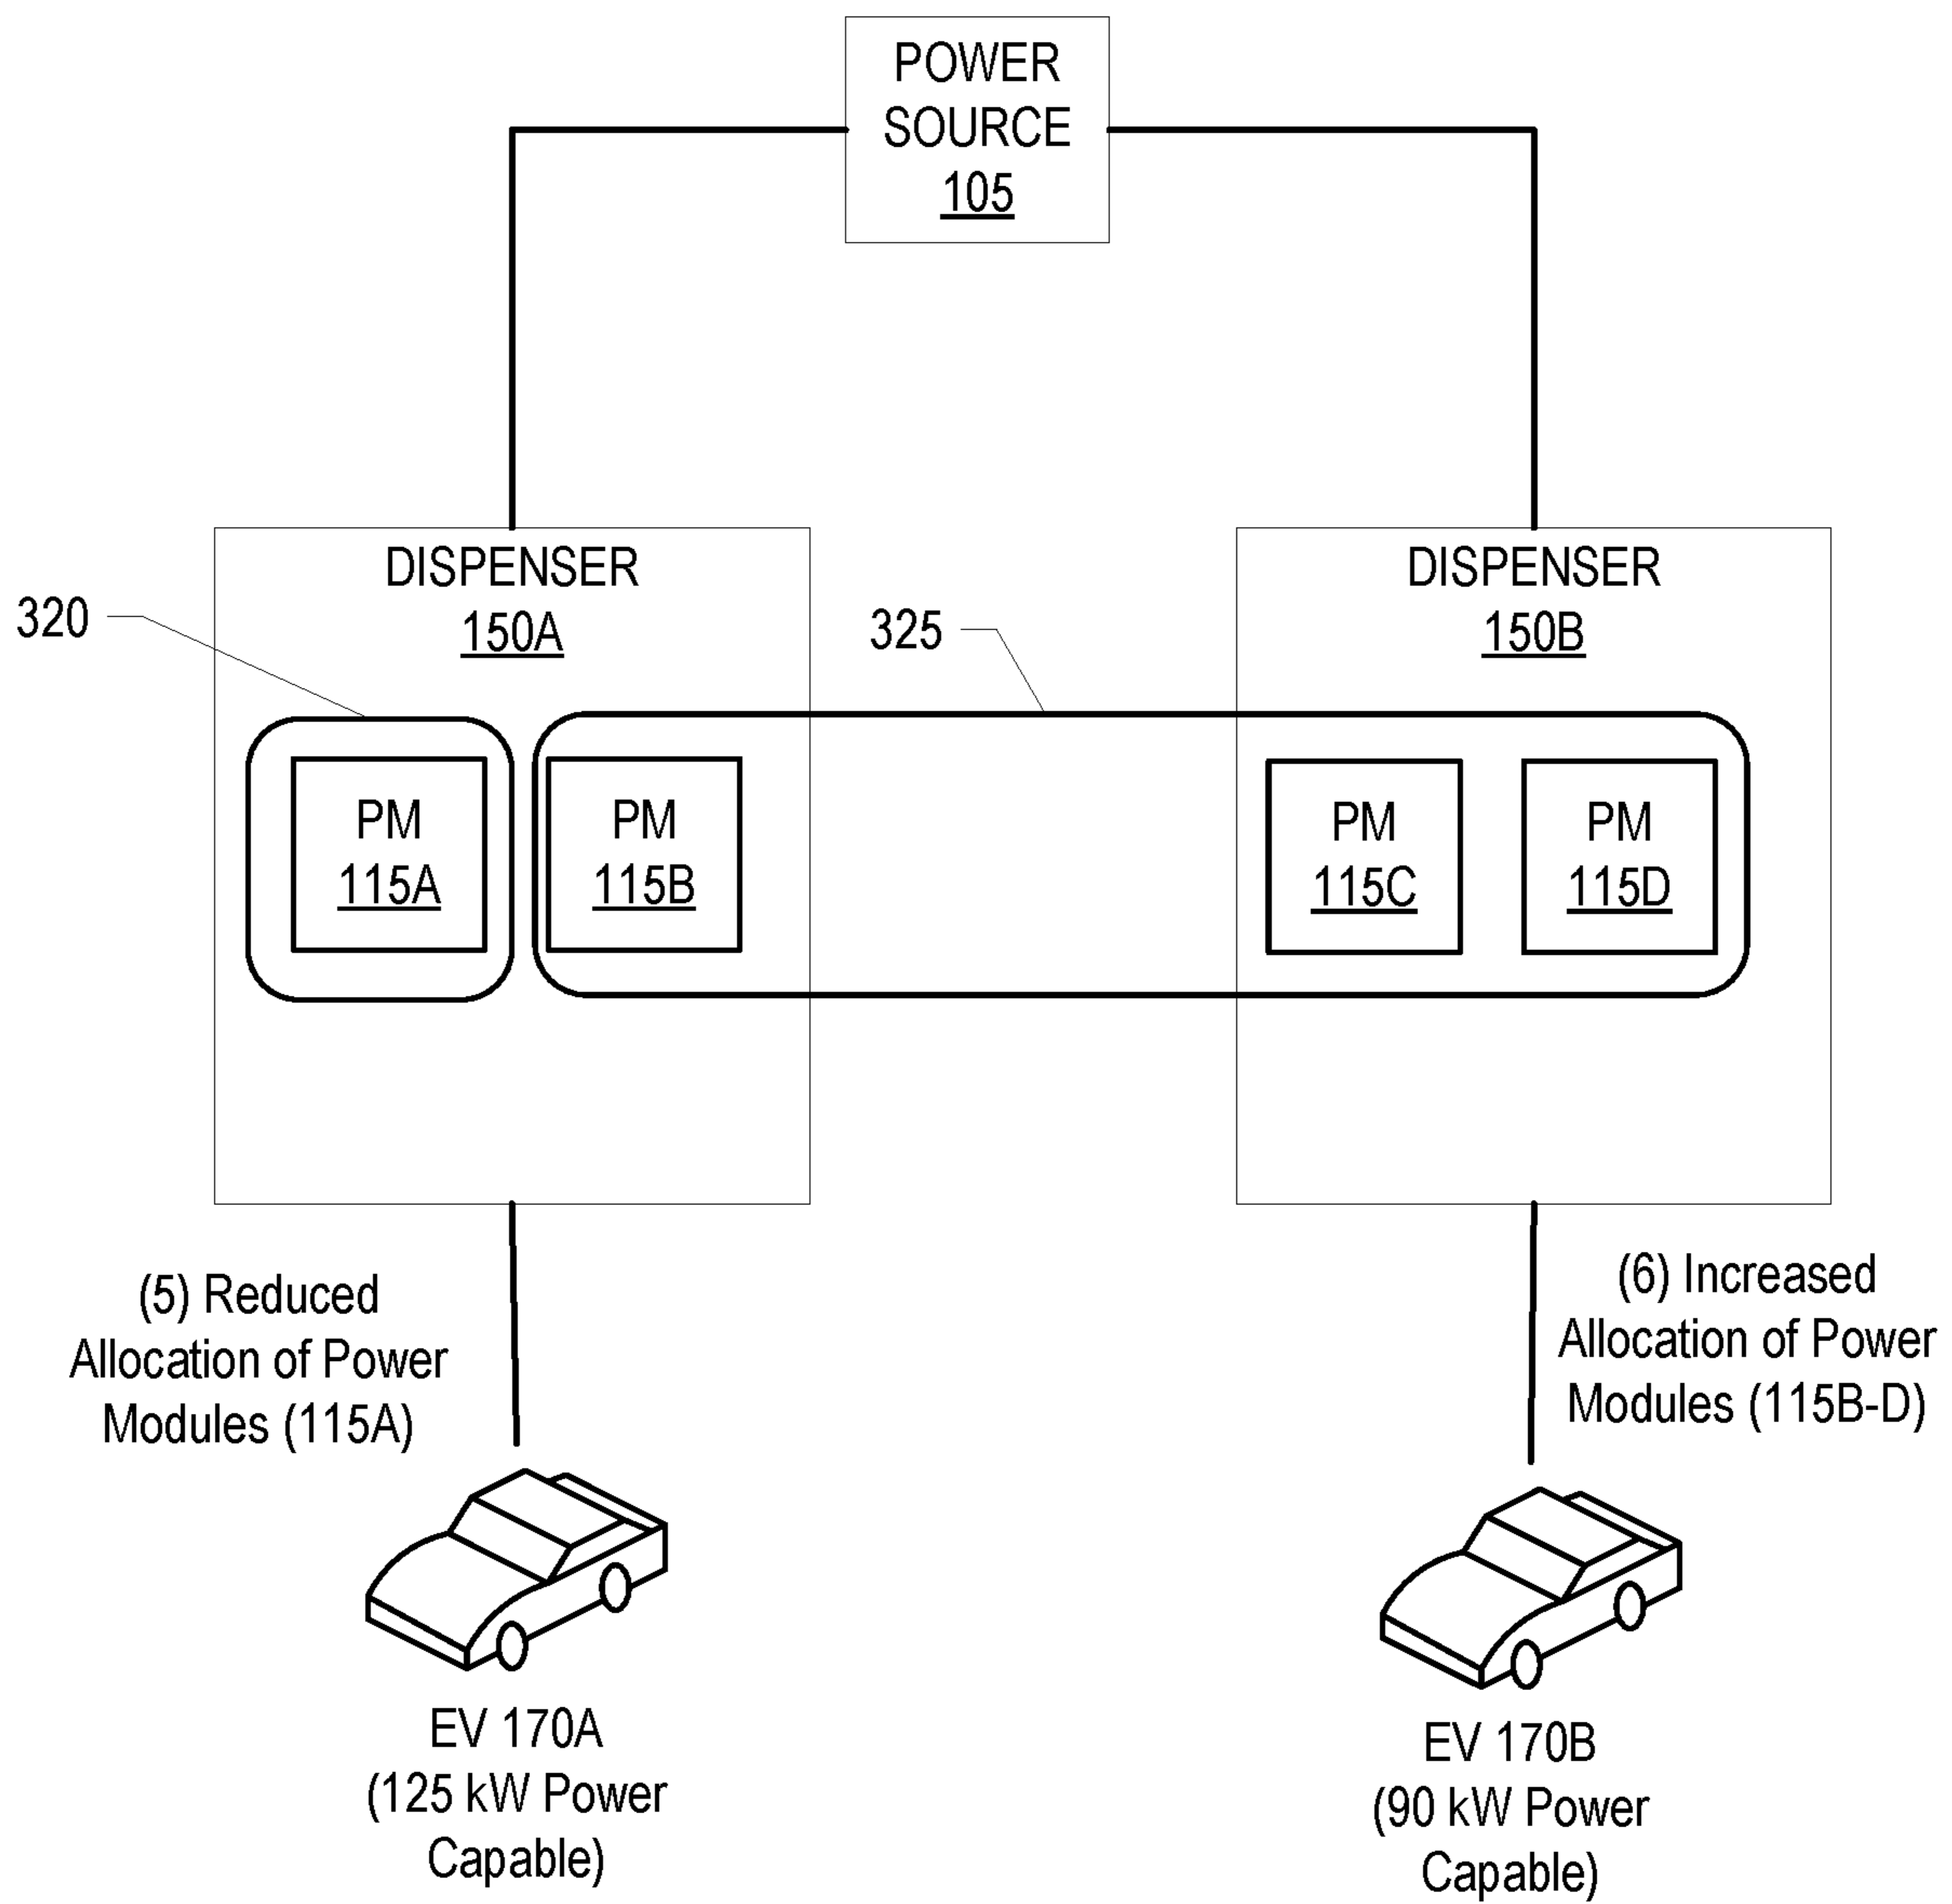 POWER
SOURCE
105
DISPENSER
150A
DISPENSER
150B
320
325
PM
115A
PM
115B
PM
115C
PM
115D
(5) Reduced
Allocation of Power
Modules (115A)
(6) Increased
Allocation of Power
Modules (115B-D)
EV 170A
(125 kW Power
Capable)
EV 170B
(90 kW Power
Capable)